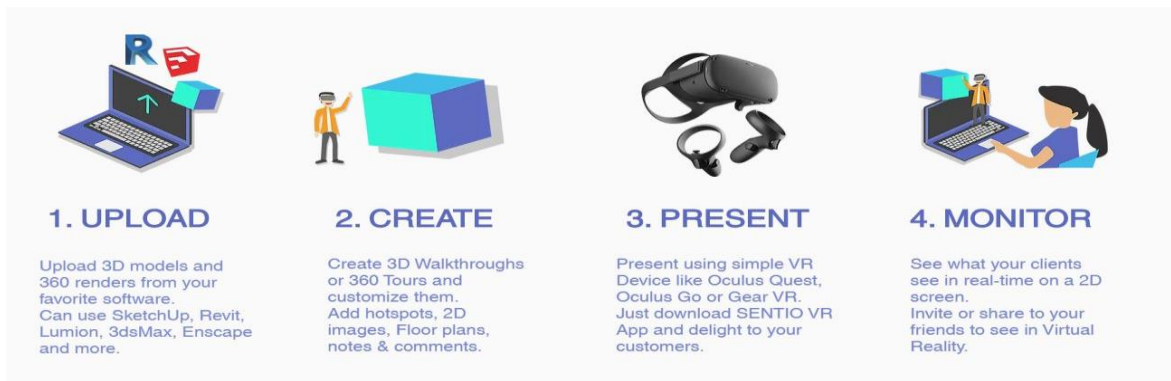 1. UPLOAD
Upload 3D models and
360 renders from your
favorite software.
Can use SketchUp, Revit,
Lumion, 3dsMax, Enscape
and more.
2. CREATE
Create 3D Walkthroughs
or 360 Tours and
customize them.
Add hotspots, 2D
images, Floor plans,
notes & comments.
3. PRESENT
Present using simple VR
Device like Oculus Quest,
Oculus Go or Gear VR.
Just download SENTIO VR
App and delight to your
customers.
4. MONITOR
See what your clients
see in real-time on a 2D
screen.
Invite or share to your
friends to see in Virtual
Reality.